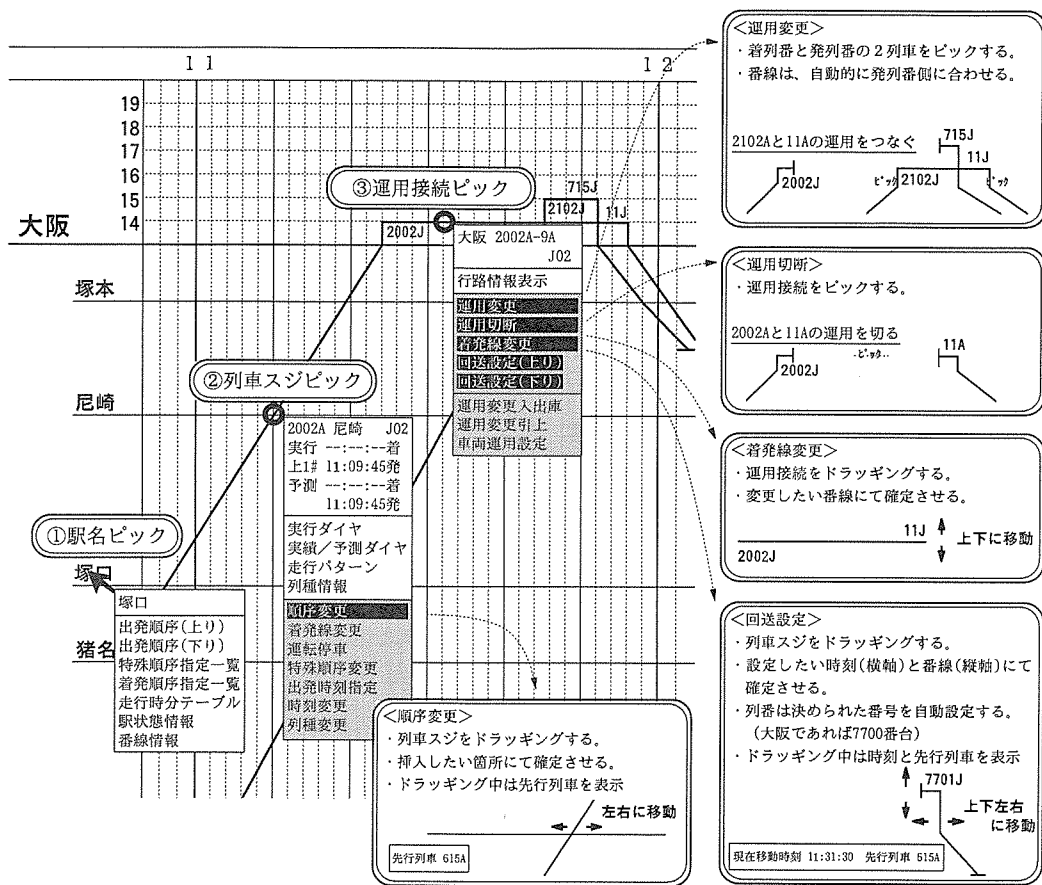 11
12
19
18
17
16
15
14
大阪
塚本
尼崎
塚口
猪名
①駅名ピック
②列車スジピック
③運用接続ピック
2002J
715J
2102J
11J
塚口
出発順序(上り)
出発順序(下り)
特殊順序指定一覧
着発順序指定一覧
走行時分テーブル
駅状態情報
番線情報
2002A 尼崎 J02
実行 --:--:--着
上1# 11:09:45発
予測 --:--:--着
11:09:45発
実行ダイヤ
実績/予測ダイヤ
走行パターン
列種情報
順序変更
着発線変更
運転停車
特殊順序変更
出発時刻指定
時刻変更
列種変更
大阪 2002A-9A
J02
行路情報表示
運用変更
運用切断
着発線変更
回送設定(上り)
回送設定(下り)
運用変更入出庫
運用変更引上
車両運用設定
<運用変更>
・着列番と発列番の2列車をピックする。
・番線は、自動的に発列番側に合わせる。
2102Aと11Aの運用をつなぐ
715J
11J
2002J
ピック
2102J
ピック
<運用切断>
・運用接続をピックする。
2002Aと11Aの運用を切る
ピック
11A
2002J
<着発線変更>
・運用接続をドラッギングする。
・変更したい番線にて確定させる。
11J
2002J
上下に移動
<回送設定>
・列車スジをドラッギングする。
・設定したい時刻(横軸)と番線(縦軸)にて
確定させる。
・列番は決められた番号を自動設定する。
(大阪であれば7700番台)
・ドラッギング中は時刻と先行列車を表示
7701J
上下左右
に移動
現在移動時刻 11:31:30 先行列車 615A
<順序変更>
・列車スジをドラッギングする。
・挿入したい箇所にて確定させる。
・ドラッギング中は先行列車を表示
左右に移動
先行列車 615A